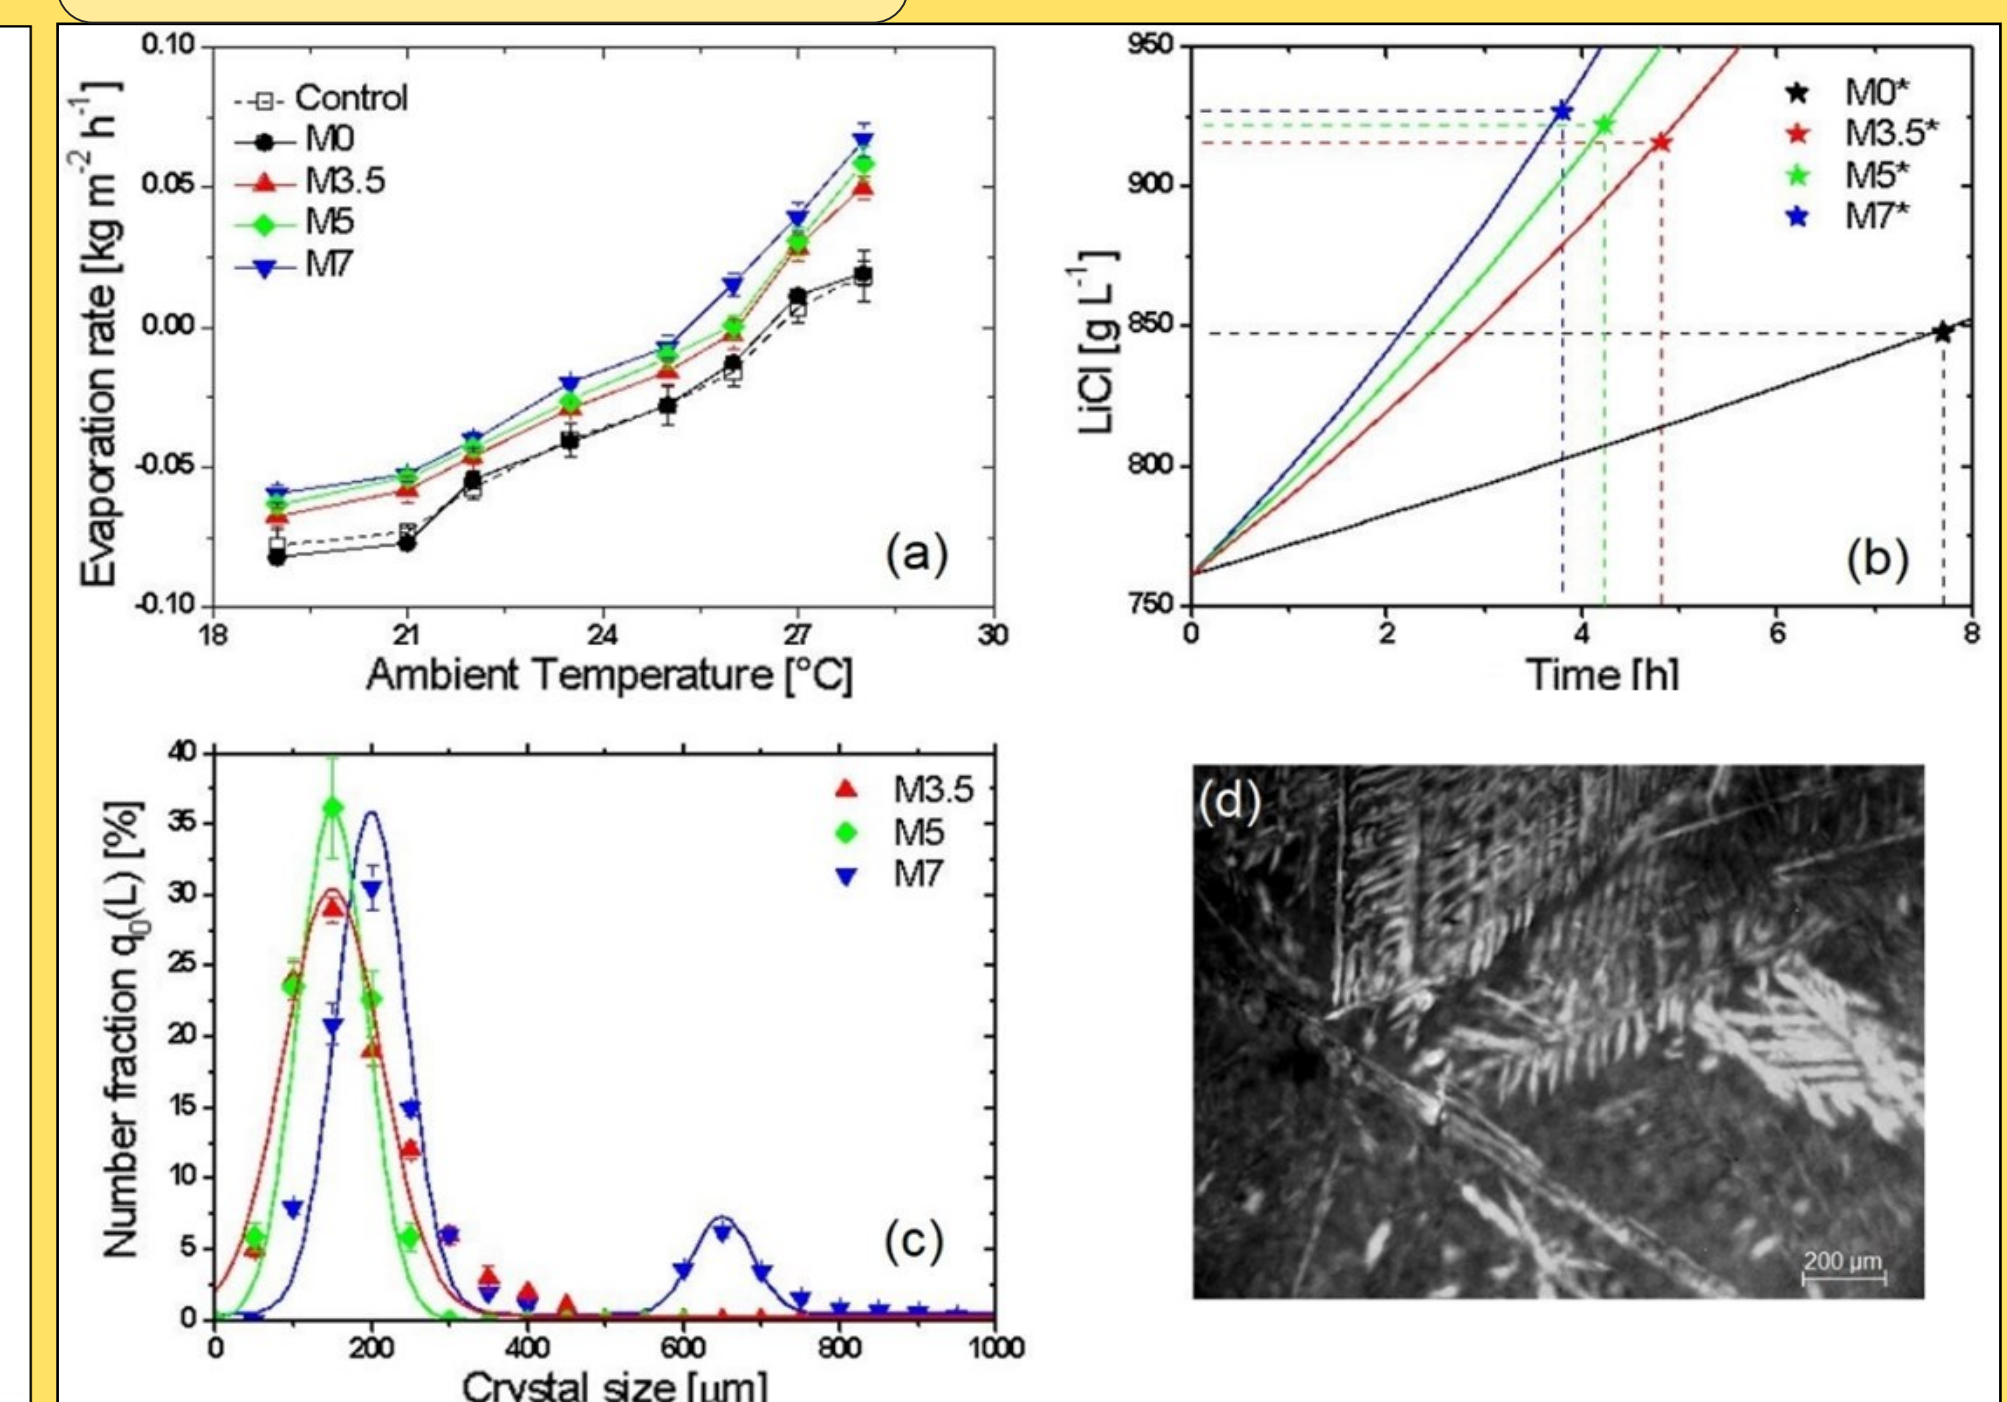 0.10
0.05
0.00
-0.05
-0.10
Evaporation rate [kg m-2 h-1]
Control
M0
M3.5
M5
M7
(a)
18 21 24 27 30
Ambient Temperature [°C]
950
900
850
800
750
LiCl [g L-1]
M0*
M3.5*
M5*
M7*
(b)
0 2 4 6 8
Time [h]
40
35
30
25
20
15
10
5
0
Number fraction q0(L) [%]
M3.5
M5
M7
(c)
0 200 400 600 800 1000
Crystal size [µm]
(d)
200 µm